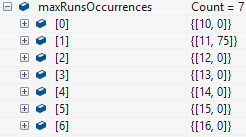 maxRunsOccurrences Count = 7
[0] {[10, 0]}
[1] {[11, 75]}
[2] {[12, 0]}
[3] {[13, 0]}
[4] {[14, 0]}
[5] {[15, 0]}
[6] {[16, 0]}